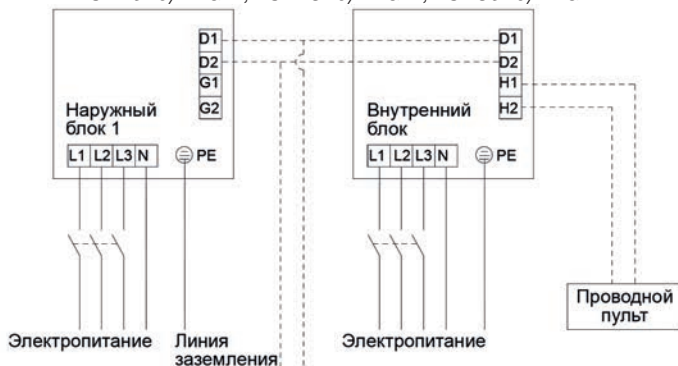 D1
D2
G1
G2
Наружный
блок 1
L1 L2 L3 N PE
D1
D2
H1
H2
Внутренний
блок
L1 L2 L3 N PE
Проводной
пульт
Электропитание
Линия
заземления
Электропитание